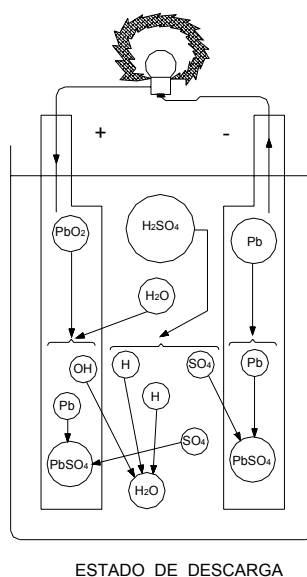 + -
PbO2 H2SO4 Pb
H2O
OH H SO4 Pb
Pb H
SO4
PbSO4 H2O PbSO4
ESTADO DE DESCARGA